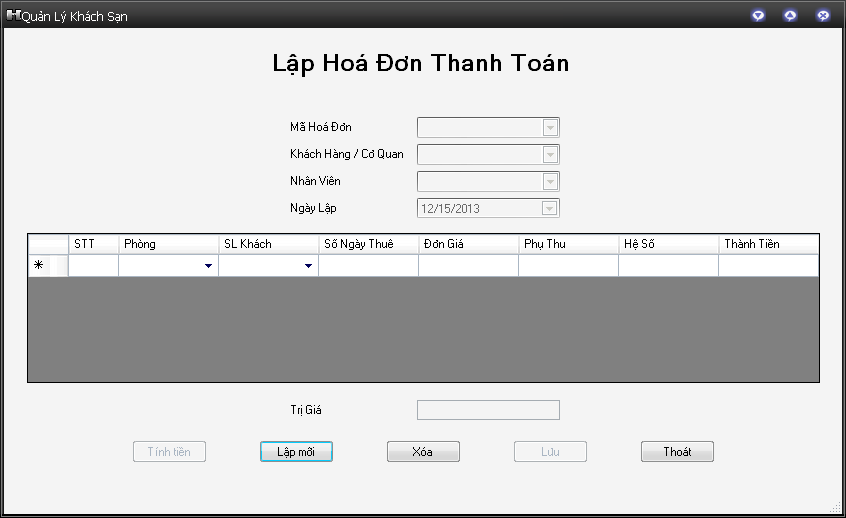 Quản Lý Khách Sạn
Lập Hoá Đơn Thanh Toán
Mã Hoá Đơn
Khách Hàng / Cơ Quan
Nhân Viên
Ngày Lập 12/15/2013
STT Phòng SL Khách Số Ngày Thuê Đơn Giá Phụ Thu Hệ Số Thành Tiền
*
Trị Giá
Tính tiền Lập mới Xóa Lưu Thoát